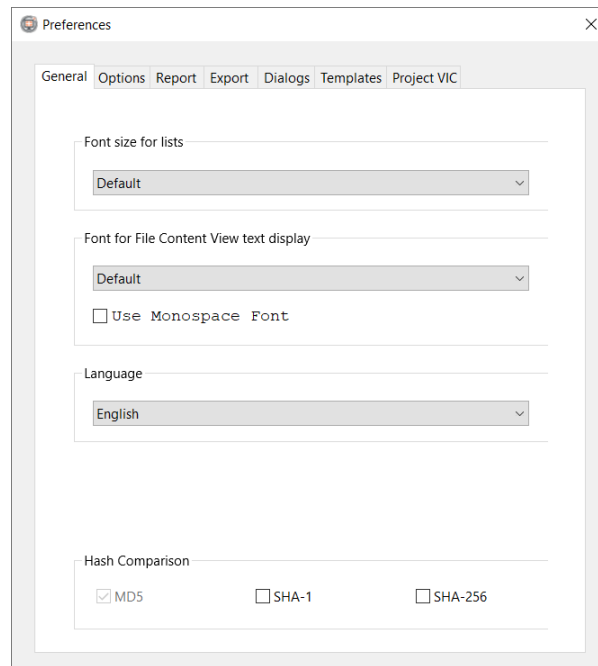 Preferences
General Options Report Export Dialogs Templates Project VIC
Font size for lists
Default
Font for File Content View text display
Default
Use Monospace Font
Language
English
Hash Comparison
MD5 SHA-1 SHA-256